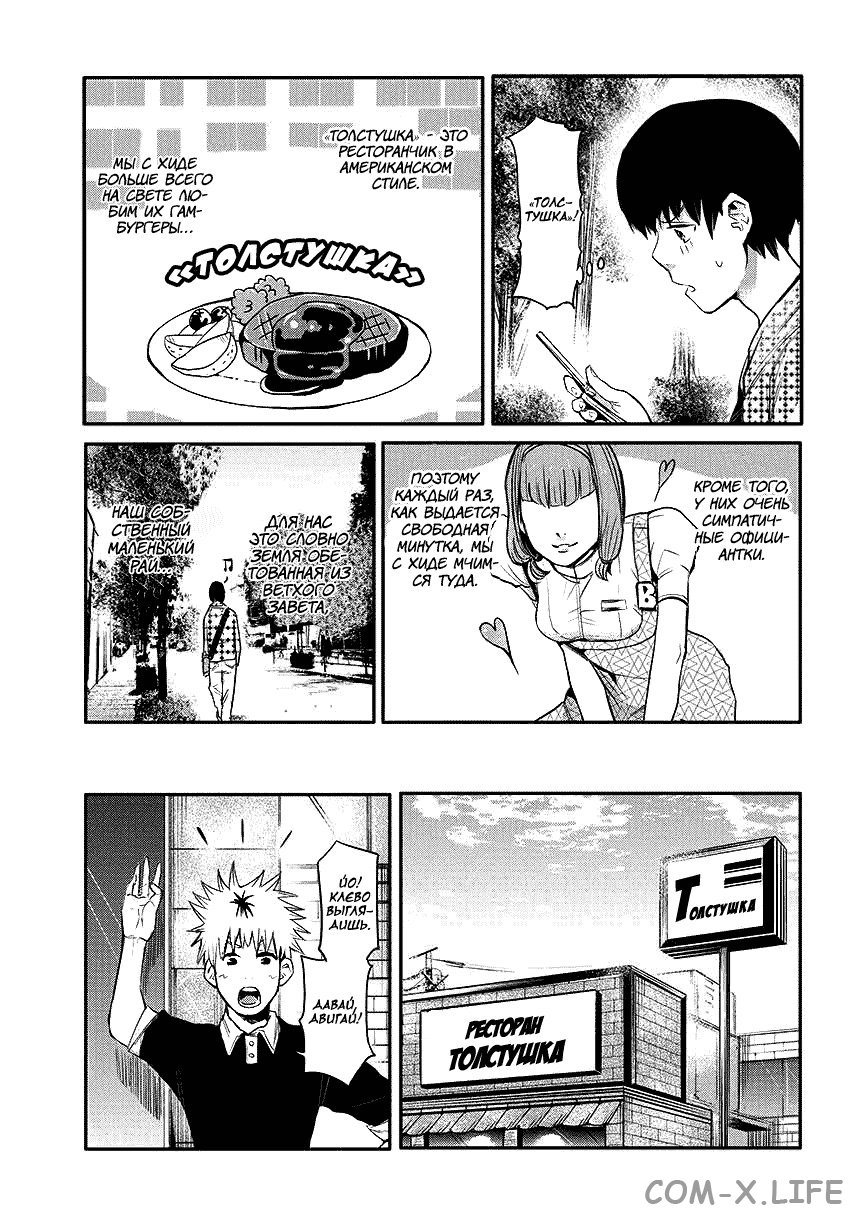 «ТОЛС-
ТУШКА»!
«ТОЛСТУШКА» - ЭТО
РЕСТОРАНЧИК В
АМЕРИКАНСКОМ
СТИЛЕ.
МЫ С ХИДЕ
БОЛЬШЕ ВСЕГО
НА СВЕТЕ ЛЮ-
БИМ ИХ ГАМ-
БУРГЕРЫ...
«ТОЛСТУШКА»
КРОМЕ ТОГО,
У НИХ ОЧЕНЬ
СИМПАТИЧ-
НЫЕ ОФИЦИ-
АНТКИ.
ПОЭТОМУ
КАЖДЫЙ РАЗ,
КАК ВЫДАЕТСЯ
СВОБОДНАЯ
МИНУТКА, МЫ
С ХИДЕ МЧИМ-
СЯ ТУДА.
B
ДЛЯ НАС
ЭТО СЛОВНО
ЗЕМЛЯ ОБЕ-
ТОВАННАЯ ИЗ
ВЕТХОГО
ЗАВЕТА,
НАШ СОБ-
СТВЕННЫЙ
МАЛЕНЬКИЙ
РАЙ...
ТОЛСТУШКА
РЕСТОРАН
ТОЛСТУШКА
ЙО!
КЛЁВО
ВЫГЛЯ-
ДИШЬ.
ДАВАЙ,
ДВИГАЙ!
COM-X.LIFE